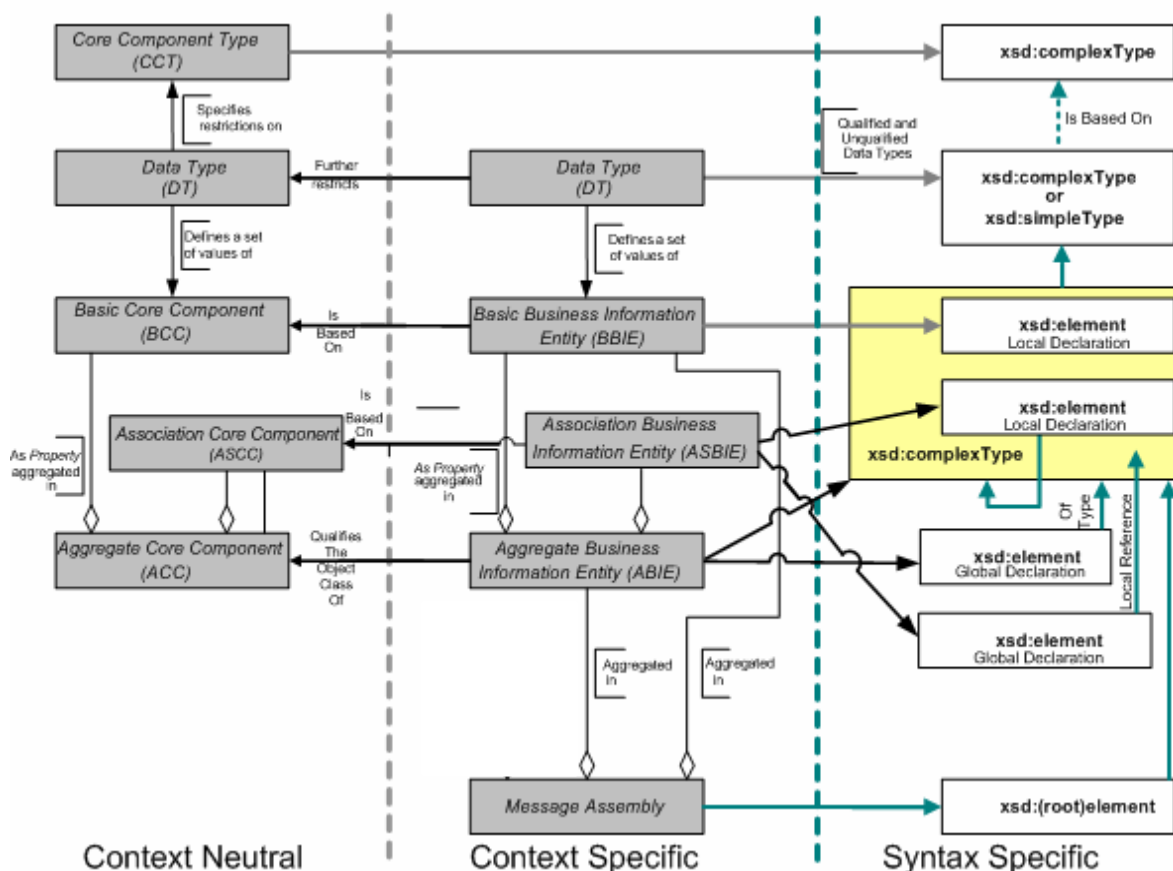 Core Component Type
(CCT)
xsd:complexType
Specifies
restrictions on
Qualified and
Unqualified
Data Types
Is Based On
Data Type
(DT)
Further
restricts
Data Type
(DT)
xsd:complexType
or
xsd:simpleType
Defines a set
of values of
Defines a set
of values of
Basic Core Component
(BCC)
Is
Based
On
Basic Business Information
Entity (BBIE)
xsd:element
Local Declaration
Is
Based
On
Association Core Component
(ASCC)
Association Business
Information Entity (ASBIE)
xsd:element
Local Declaration
xsd:complexType
As Property
aggregated
in
As Property
aggregated
in
Of
Type
Local Reference
Aggregate Core Component
(ACC)
Qualifies
The
Object
Class
Of
Aggregate Business
Information Entity (ABIE)
xsd:element
Global Declaration
xsd:element
Global Declaration
Aggregated
in
Aggregated
in
Message Assembly
xsd:(root)element
Context Neutral
Context Specific
Syntax Specific